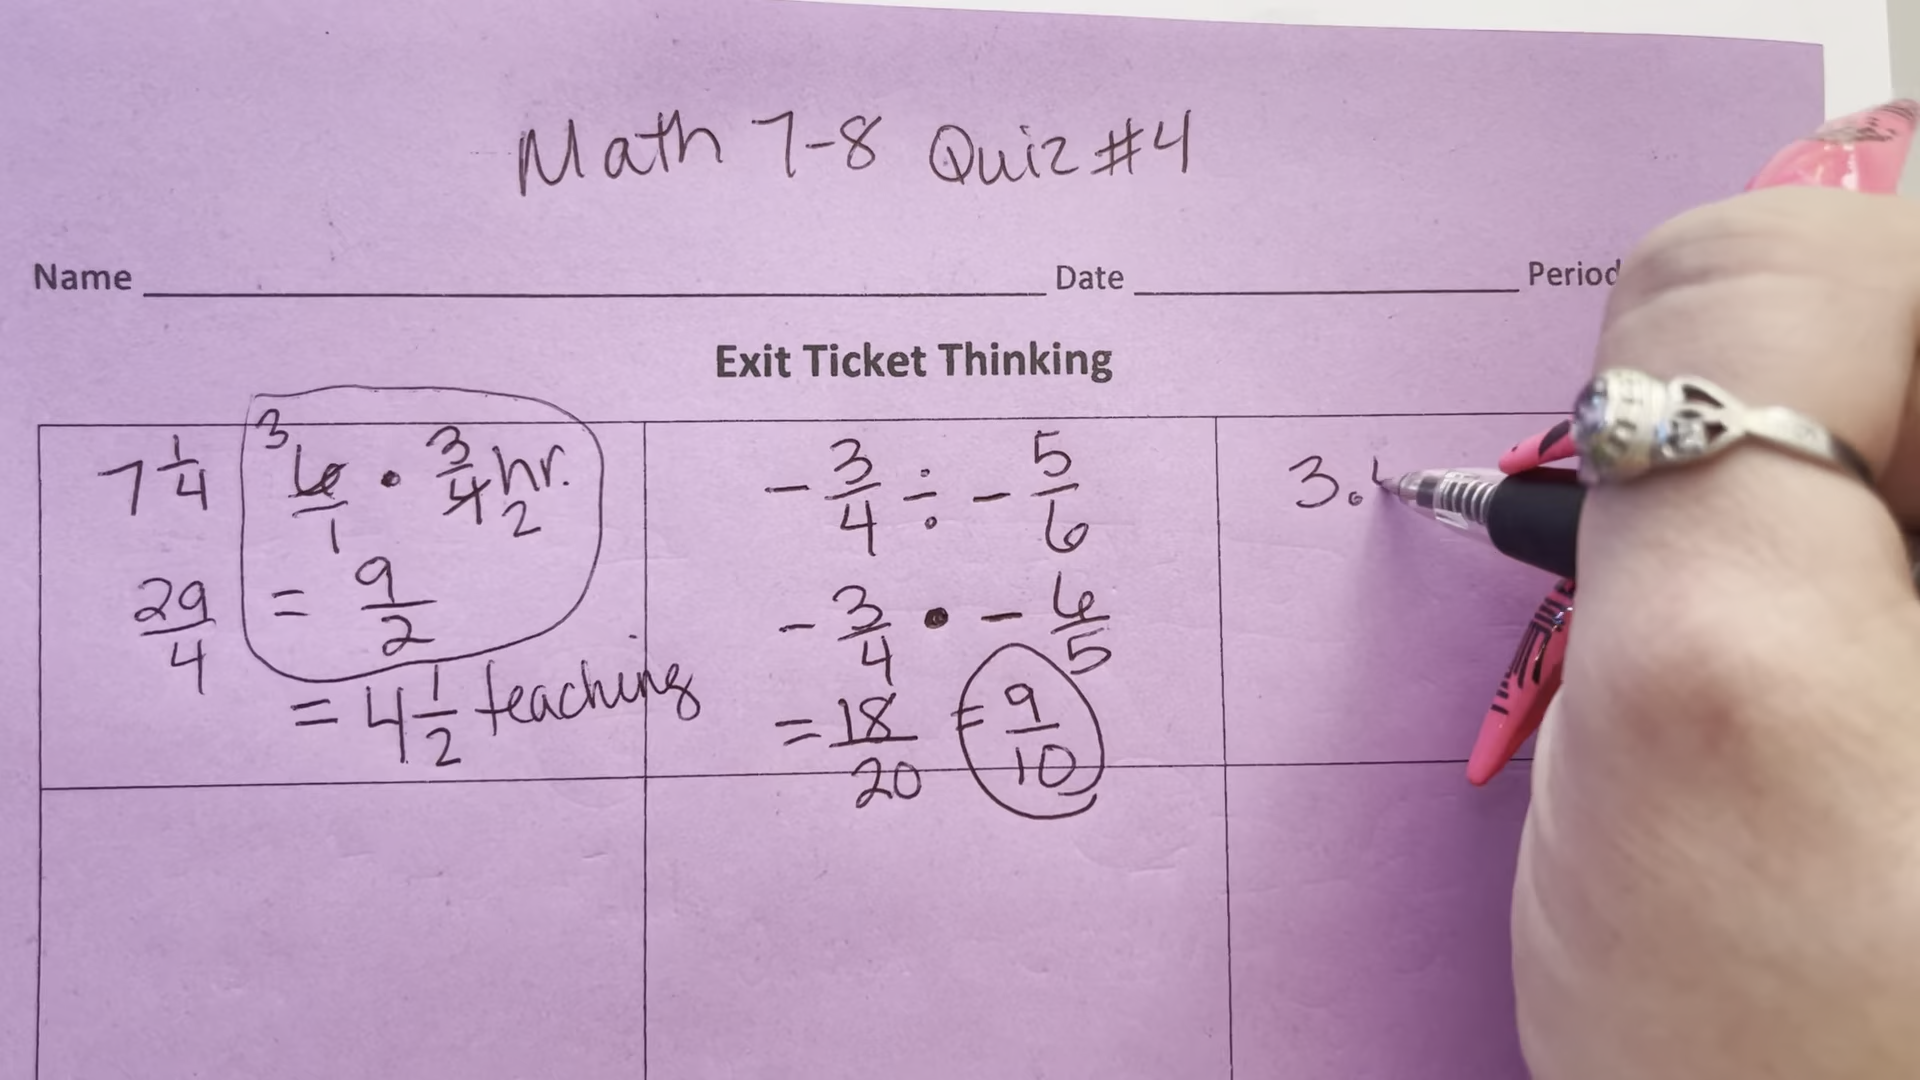 Math 7-8 Quiz #4
Name Date Period
Exit Ticket Thinking
7 1/4
29/4
3 6/1 • 3/4 hr. 2
= 9/2
= 4 1/2 teaching
- 3/4 ÷ - 5/6
- 3/4 • - 6/5
= 18/20 = 9/10
3.